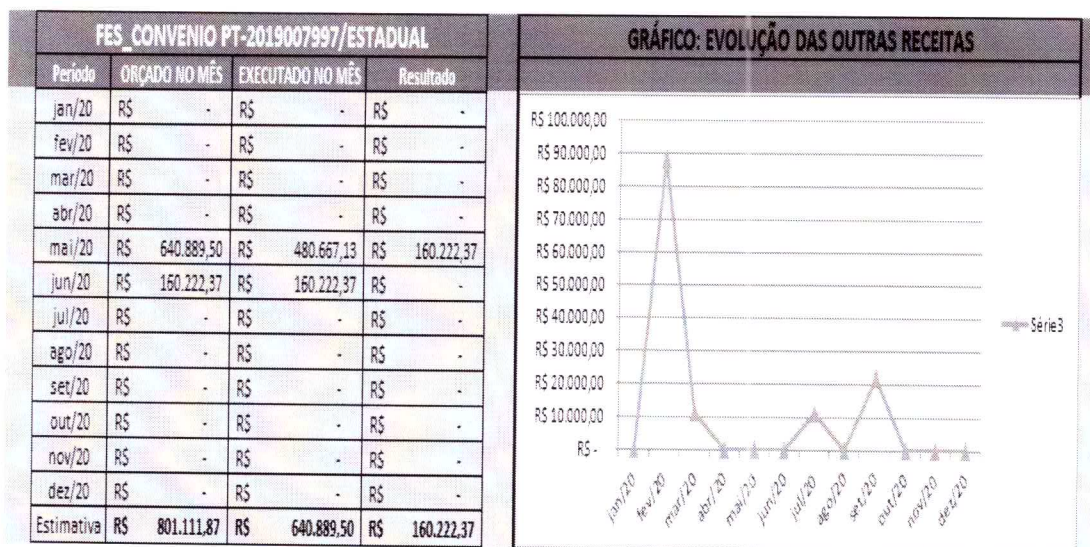 FES_CONVENIO PT-2019007997/ESTADUAL
Período ORÇADO NO MÊS EXECUTADO NO MÊS Resultado
jan/20 R$ - R$ - R$ -
fev/20 R$ - R$ - R$ -
mar/20 R$ - R$ - R$ -
abr/20 R$ - R$ - R$ -
mai/20 R$ 640.889,50 R$ 480.667,13 R$ 160.222,37
jun/20 R$ 160.222,37 R$ 160.222,37 R$ -
jul/20 R$ - R$ - R$ -
ago/20 R$ - R$ - R$ -
set/20 R$ - R$ - R$ -
out/20 R$ - R$ - R$ -
nov/20 R$ - R$ - R$ -
dez/20 R$ - R$ - R$ -
Estimativa R$ 801.111,87 R$ 640.889,50 R$ 160.222,37
GRÁFICO: EVOLUÇÃO DAS OUTRAS RECEITAS
R$ 100.000,00
R$ 90.000,00
R$ 80.000,00
R$ 70.000,00
R$ 60.000,00
R$ 50.000,00
R$ 40.000,00
R$ 30.000,00
R$ 20.000,00
R$ 10.000,00
R$ -
jan/20 fev/20 mar/20 abr/20 mai/20 jun/20 jul/20 ago/20 set/20 out/20 nov/20 dez/20
Série3